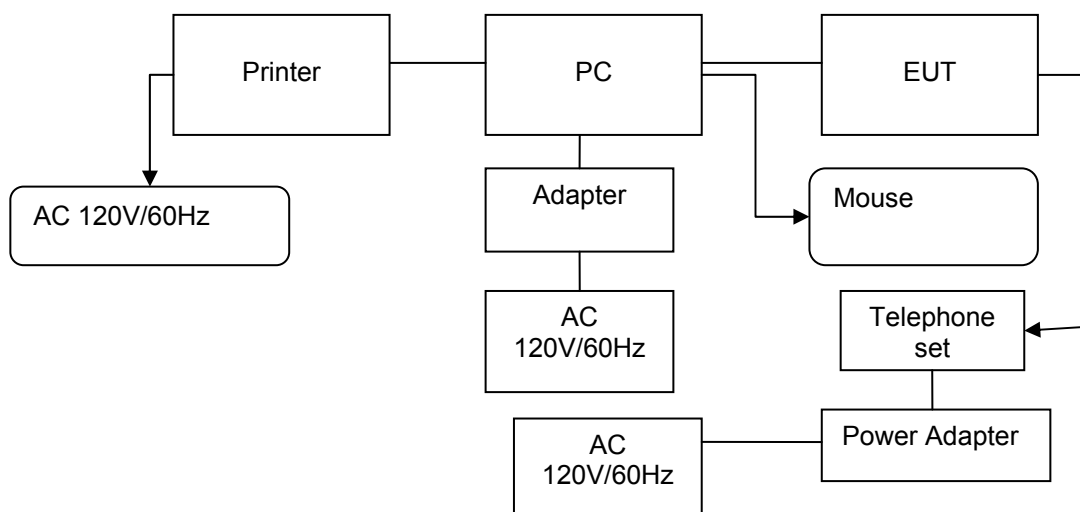 Printer
PC
EUT
AC 120V/60Hz
Adapter
Mouse
AC
120V/60Hz
Telephone
set
AC
120V/60Hz
Power Adapter